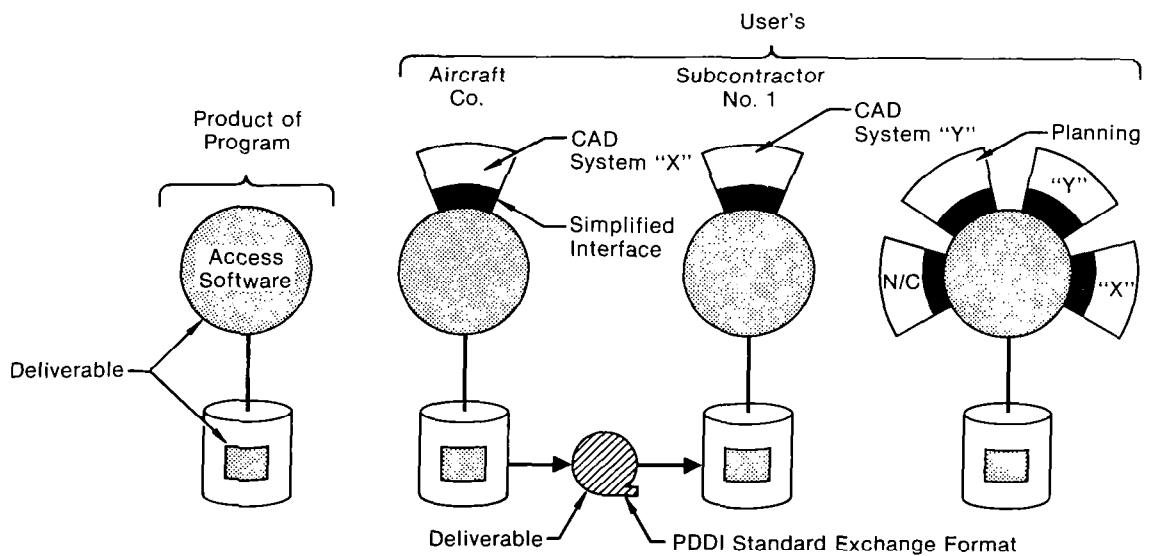 User's
Aircraft
Co.
Subcontractor
No. 1
Product of
Program
CAD
System "X"
CAD
System "Y"
Planning
"Y"
Simplified
Interface
Access
Software
N/C
"X"
Deliverable
Deliverable
PDDI Standard Exchange Format